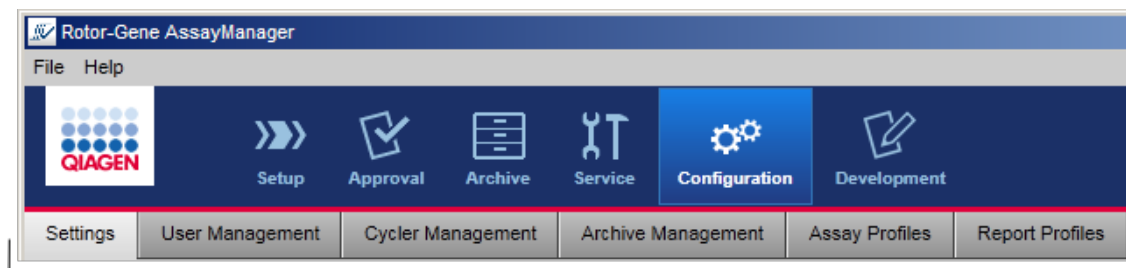 Rotor-Gene AssayManager
File Help
QIAGEN
Setup Approval Archive Service Configuration Development
Settings User Management Cycler Management Archive Management Assay Profiles Report Profiles